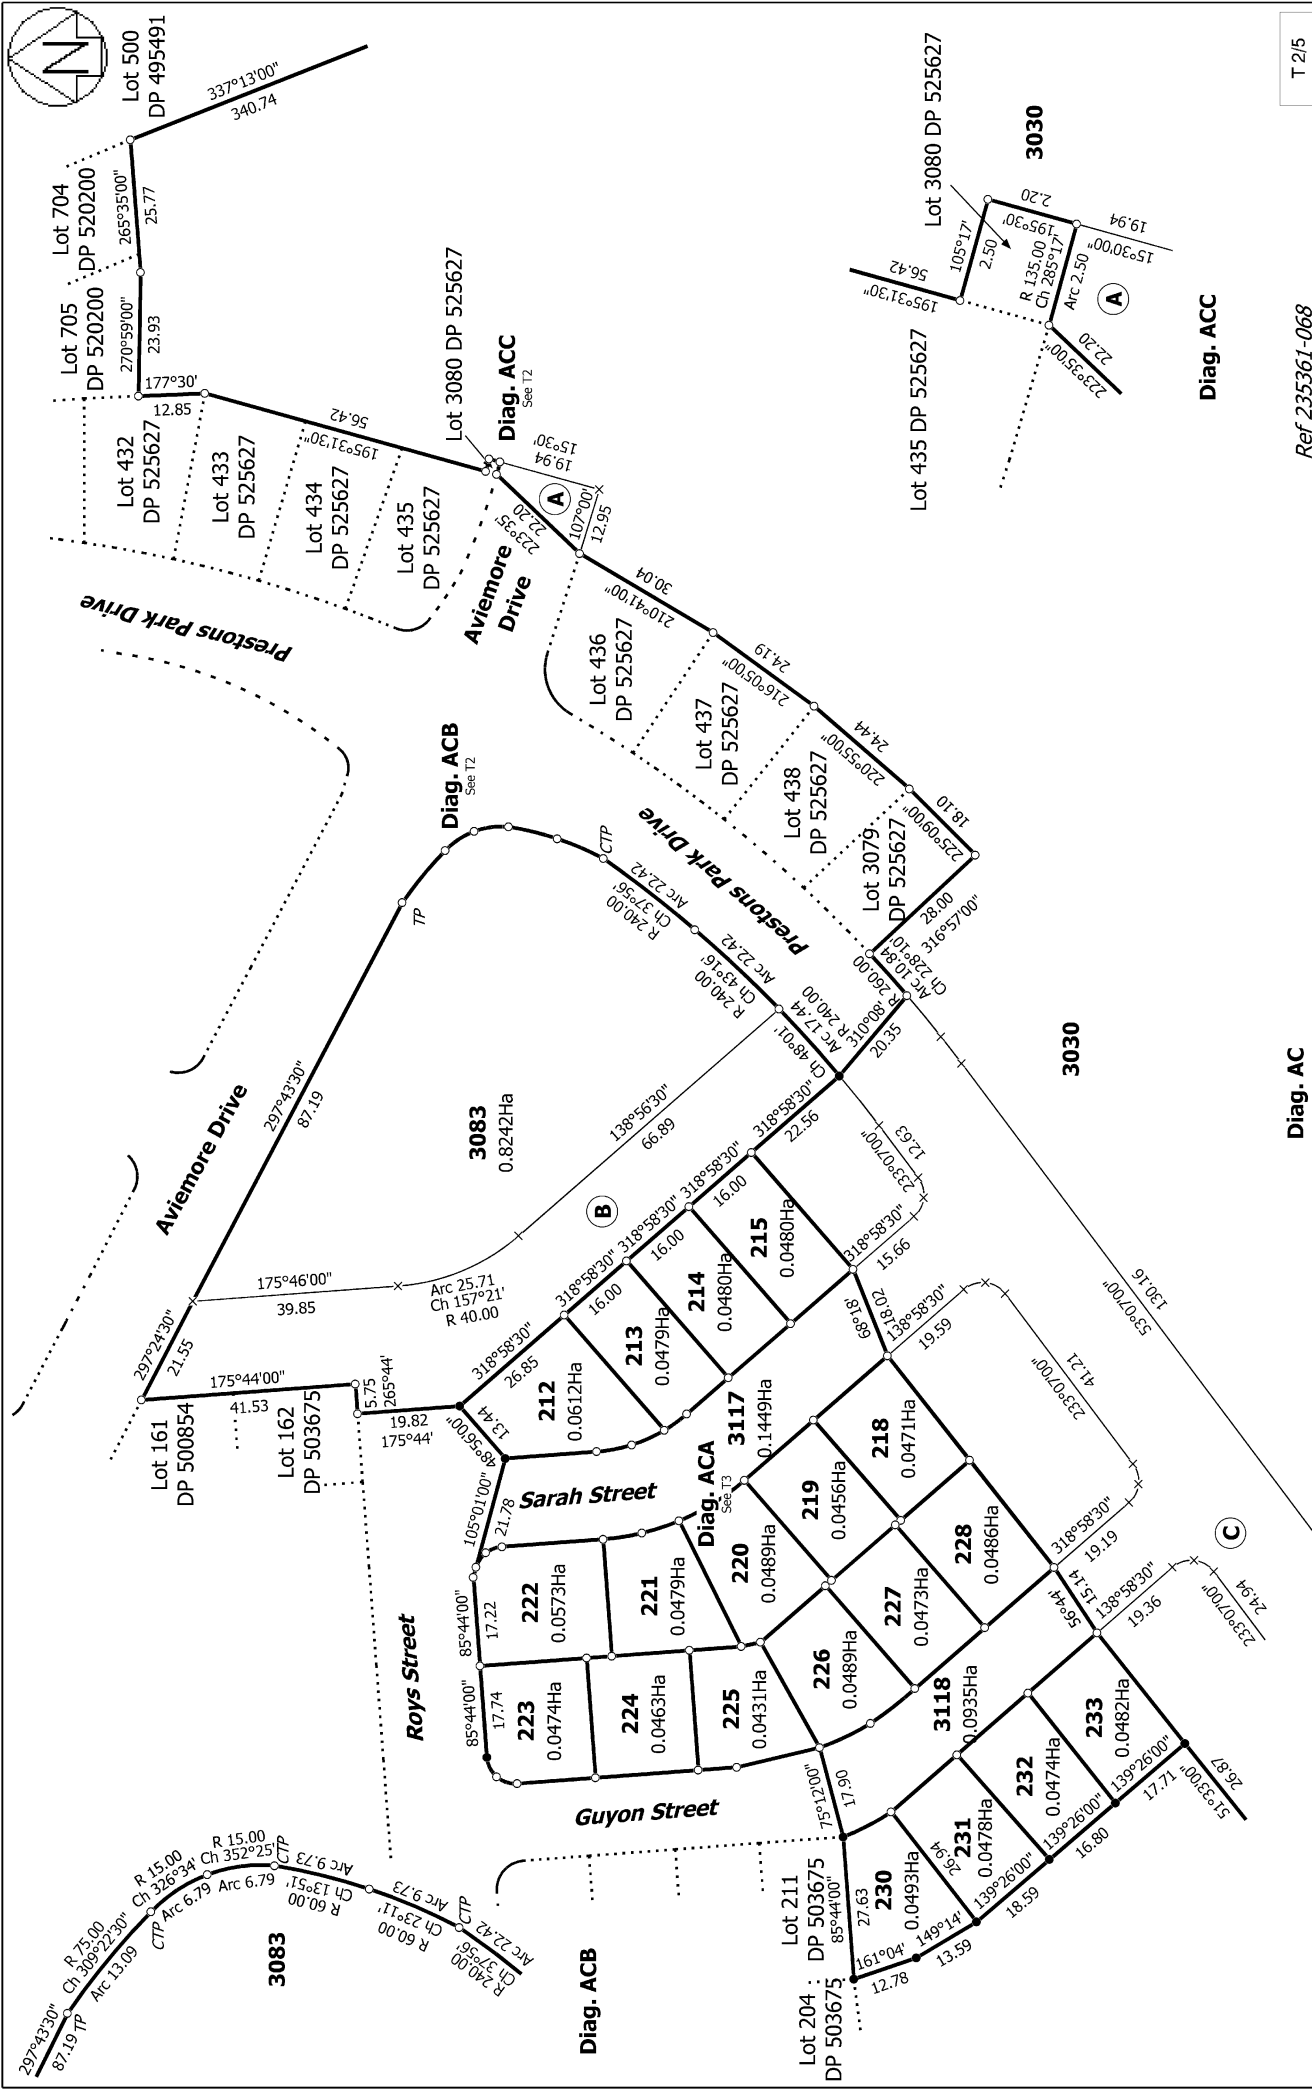 N
Lot 500
DP 495491
337°13'00"
340.74
Lot 704
DP 520200
265°35'00"
25.77
Lot 705
DP 520200
270°59'00"
23.93
177°30'
12.85
Lot 432
DP 525627
Lot 433
DP 525627
Lot 434
DP 525627
Lot 435
DP 525627
56.42
195°31'30"
Lot 3080 DP 525627
Diag. ACC
See T2
19.94
15°30'
A
107°00'
12.95
22.20
223°35'
Prestons Park Drive
Aviemore
Drive
Lot 436
DP 525627
30.04
210°41'00"
Lot 437
DP 525627
24.19
216°05'00"
Lot 438
DP 525627
24.44
220°55'00"
Lot 3079
DP 525627
18.10
225°09'00"
28.00
316°57'00"
Prestons Park Drive
R 260.00
Arc 10.84
Ch 228°10'
310°08'
20.35
Diag. ACB
See T2
TP
CTP
R 240.00
Ch 37°56'
Arc 22.42
R 240.00
Ch 43°16'
Arc 22.42
R 240.00
Arc 17.44
Ch 48°01'
Aviemore Drive
297°43'30"
87.19
3083
0.8242Ha
138°56'30"
66.89
B
297°24'30"
21.55
175°46'00"
39.85
Arc 25.71
Ch 157°21'
R 40.00
Lot 161
DP 500854
175°44'00"
41.53
Lot 162
DP 503675
5.75
265°44'
19.82
175°44'
13.44
48°56'00"
105°01'00"
21.78
318°58'30"
26.85
318°58'30"
16.00
318°58'30"
16.00
318°58'30"
16.00
318°58'30"
22.56
212
0.0612Ha
213
0.0479Ha
214
0.0480Ha
215
0.0480Ha
12.63
233°07'00"
318°58'30"
15.66
68°18'
18.02
138°58'30"
19.59
41.21
233°07'00"
318°58'30"
19.19
53°07'00"
130.16
3030
Diag. AC
3117
0.1449Ha
Sarah Street
Diag. ACA
See T3
218
0.0471Ha
219
0.0456Ha
220
0.0489Ha
221
0.0479Ha
222
0.0573Ha
223
0.0474Ha
224
0.0463Ha
225
0.0431Ha
226
0.0489Ha
227
0.0473Ha
228
0.0486Ha
85°44'00"
17.22
85°44'00"
17.74
Roys Street
Guyon Street
3118
0.0935Ha
56°44'
15.14
138°58'30"
19.36
233°07'00"
24.94
C
75°12'00"
17.90
Lot 211
DP 503675
85°44'00"
27.63
Lot 204
DP 503675
161°04'
12.78
149°14'
13.59
139°26'00"
18.59
139°26'00"
16.80
139°26'00"
17.71
51°33'00"
26.87
230
0.0493Ha
26.94
231
0.0478Ha
232
0.0474Ha
233
0.0482Ha
297°43'30"
87.19
TP
R 75.00
Ch 309°22'30"
Arc 13.09
CTP
R 15.00
Ch 326°34'
Arc 6.79
R 15.00
Ch 352°25'
Arc 6.79
CTP
Arc 9.73
Ch 13°51'
R 60.00
Arc 9.73
Ch 23°11'
R 60.00
CTP
Arc 22.42
Ch 37°56'
R 240.00
3083
Diag. ACB
Lot 3080 DP 525627
3030
105°17'
2.50
2.20
195°30'
R 135.00
Ch 285°17'
Arc 2.50
19.94
15°30'00"
A
56.42
195°31'30"
Lot 435 DP 525627
22.20
223°35'00"
Diag. ACC
Ref 235361-068
T 2/5